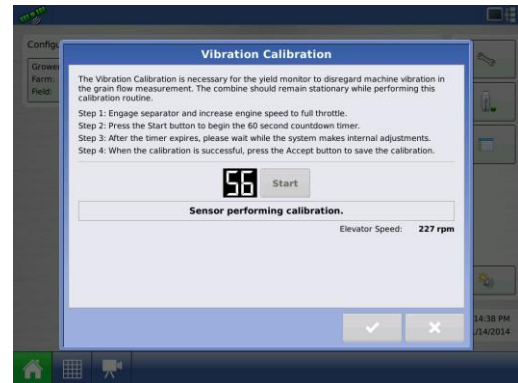 Configu
Vibration Calibration
Grower
Farm:
Field:
The Vibration Calibration is necessary for the yield monitor to disregard machine vibration in
the grain flow measurement. The combine should remain stationary while performing this
calibration routine.
Step 1: Engage separator and increase engine speed to full throttle.
Step 2: Press the Start button to begin the 60 second countdown timer.
Step 3: After the timer expires, please wait while the system makes internal adjustments.
Step 4: When the calibration is successful, press the Accept button to save the calibration.
56 Start
Sensor performing calibration.
Elevator Speed: 227 rpm
14:38 PM
/14/2014